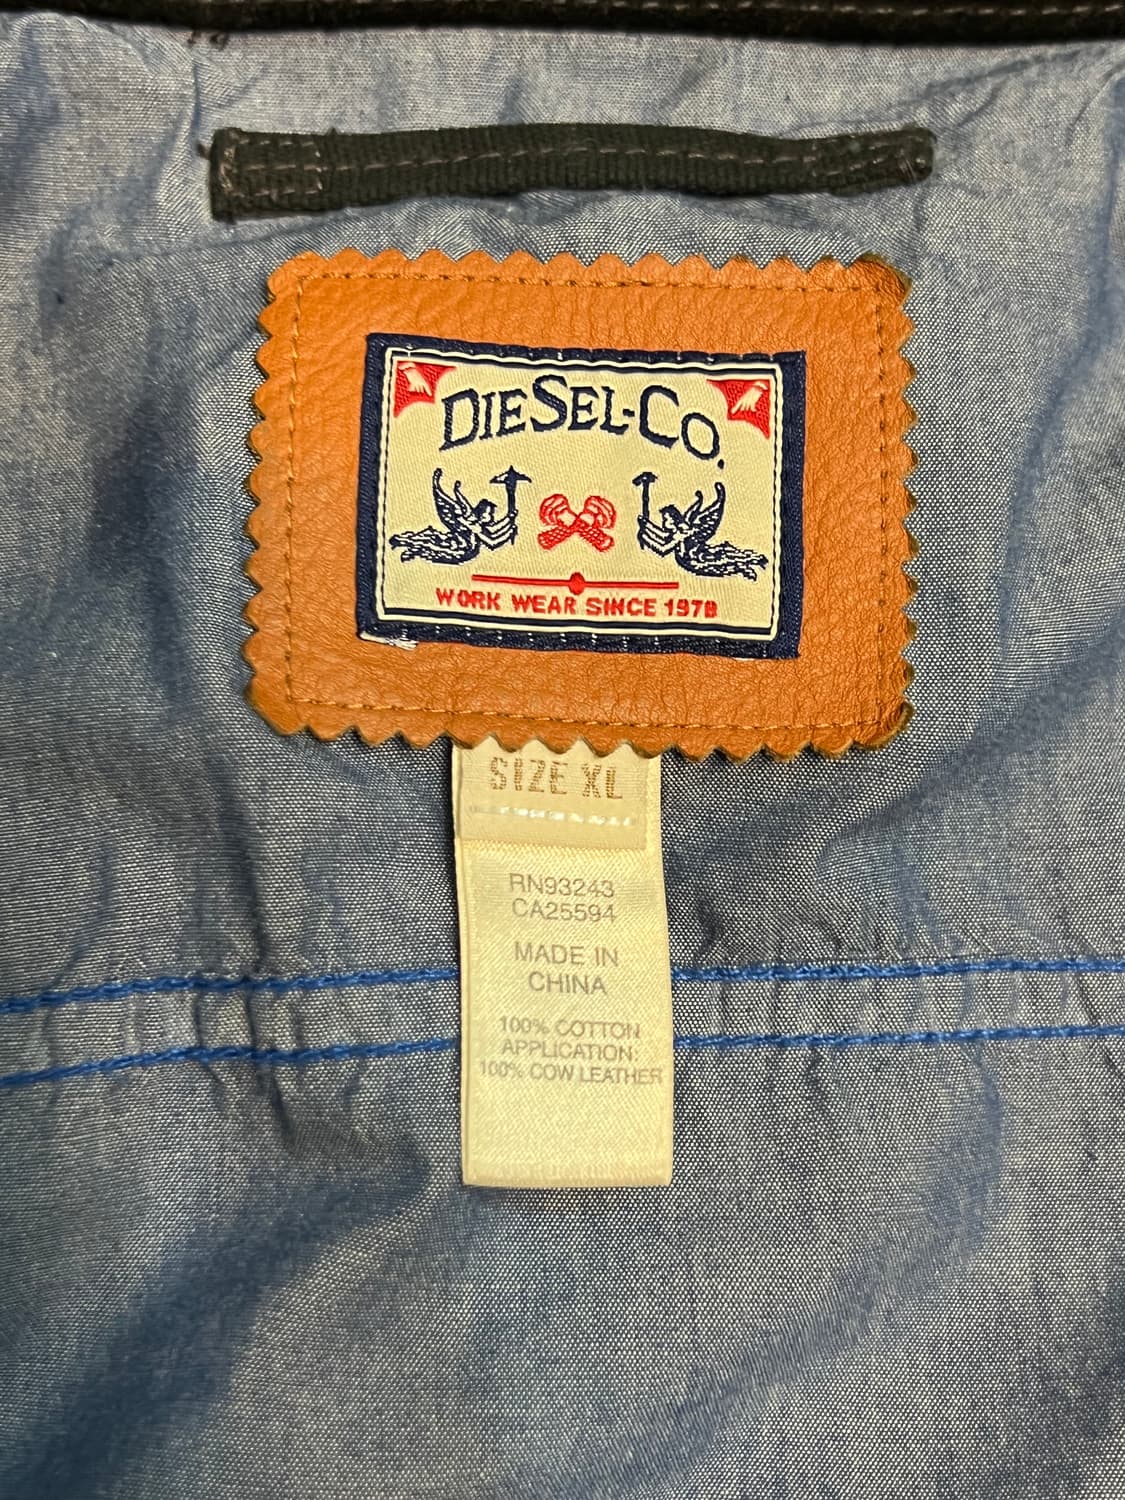 DIESEL-CO.
WORK WEAR SINCE 1978
SIZE XL
RN93243
CA25594
MADE IN
CHINA
100% COTTON
APPLICATION:
100% COW LEATHER